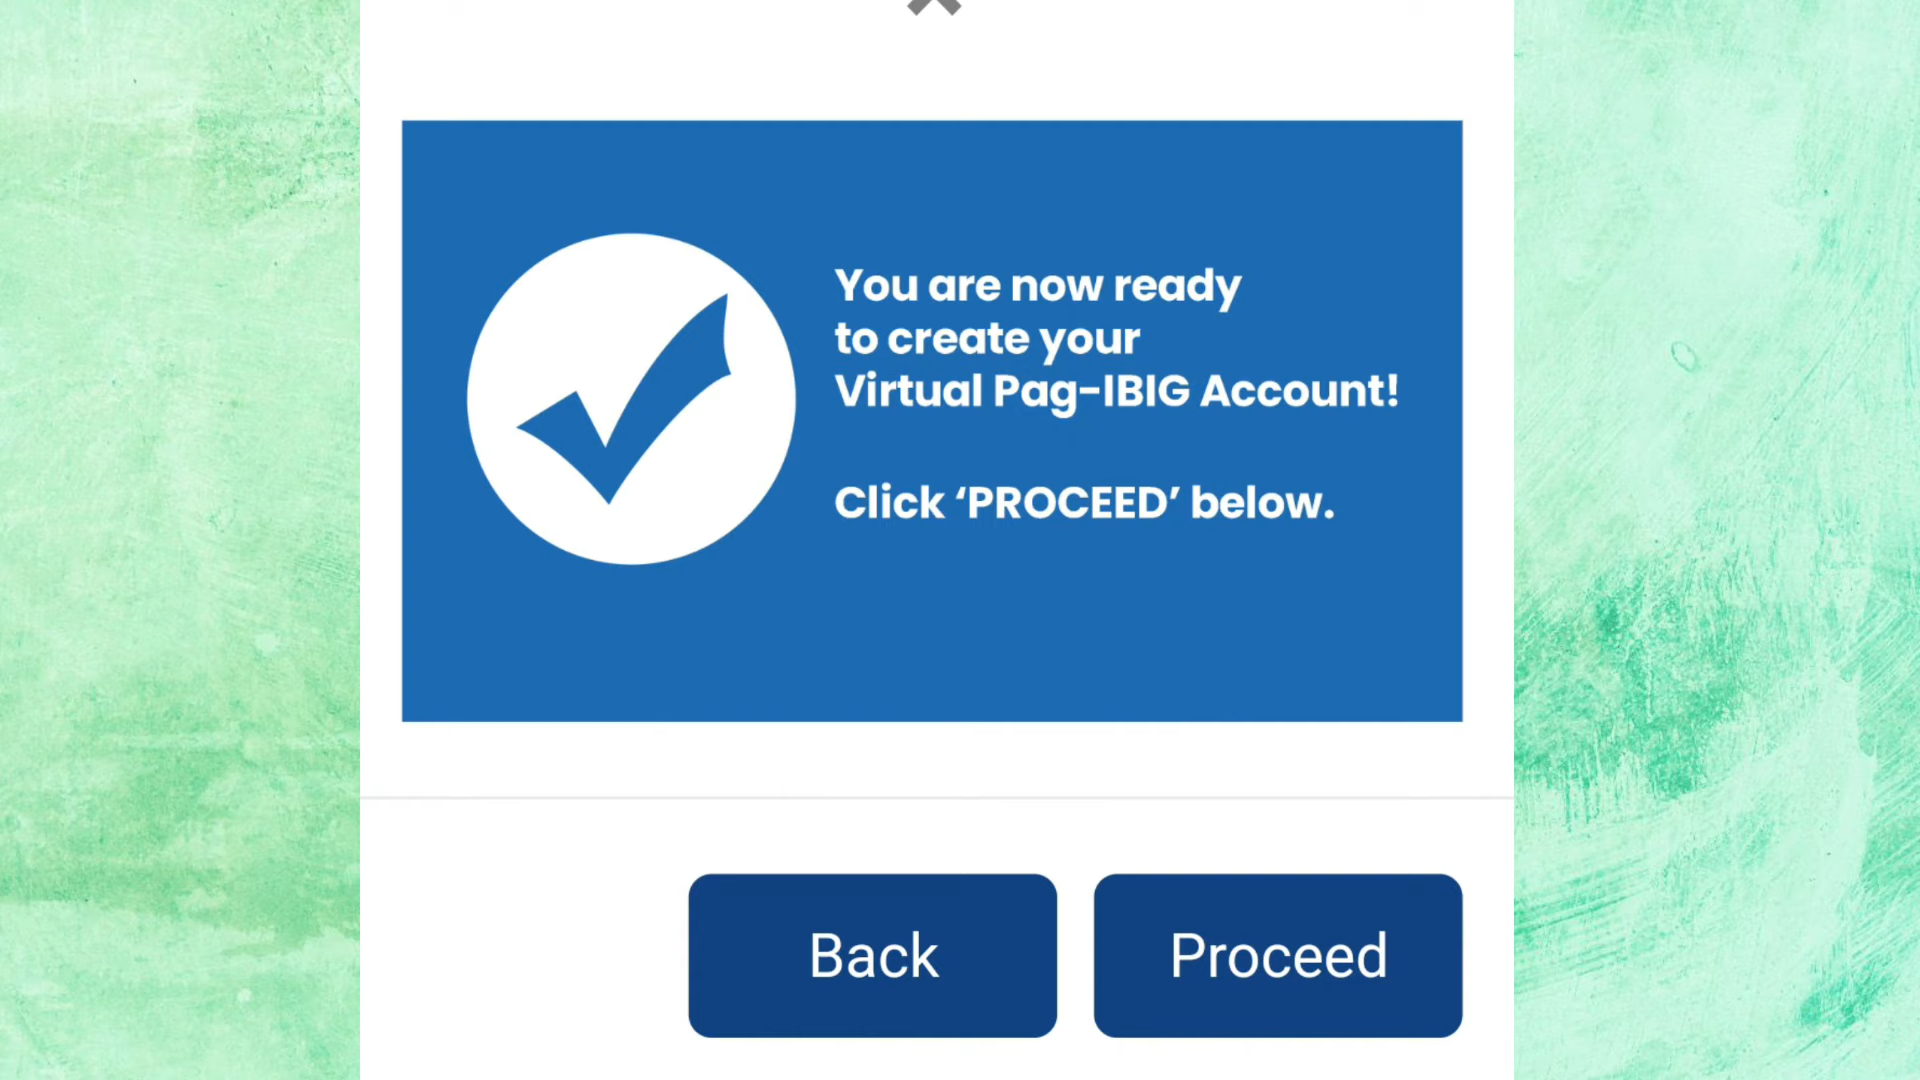 You are now ready
to create your
Virtual Pag-IBIG Account!
Click ‘PROCEED’ below.
Back
Proceed